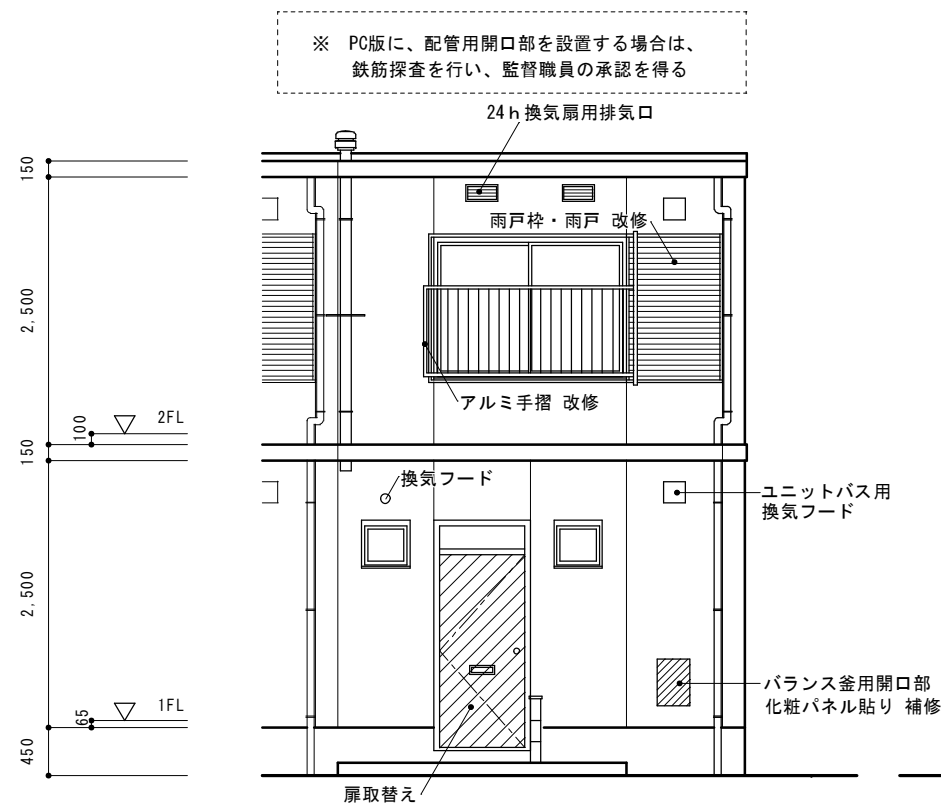 ※ PC版に、配管用開口部を設置する場合は、
鉄筋探査を行い、監督職員の承認を得る
24h換気扇用排気口
150
雨戸枠・雨戸 改修
2,500
アルミ手摺 改修
2FL
100
150
換気フード
ユニットバス用
換気フード
2,500
バランス釜用開口部
化粧パネル貼り 補修
1FL
65
450
扉取替え